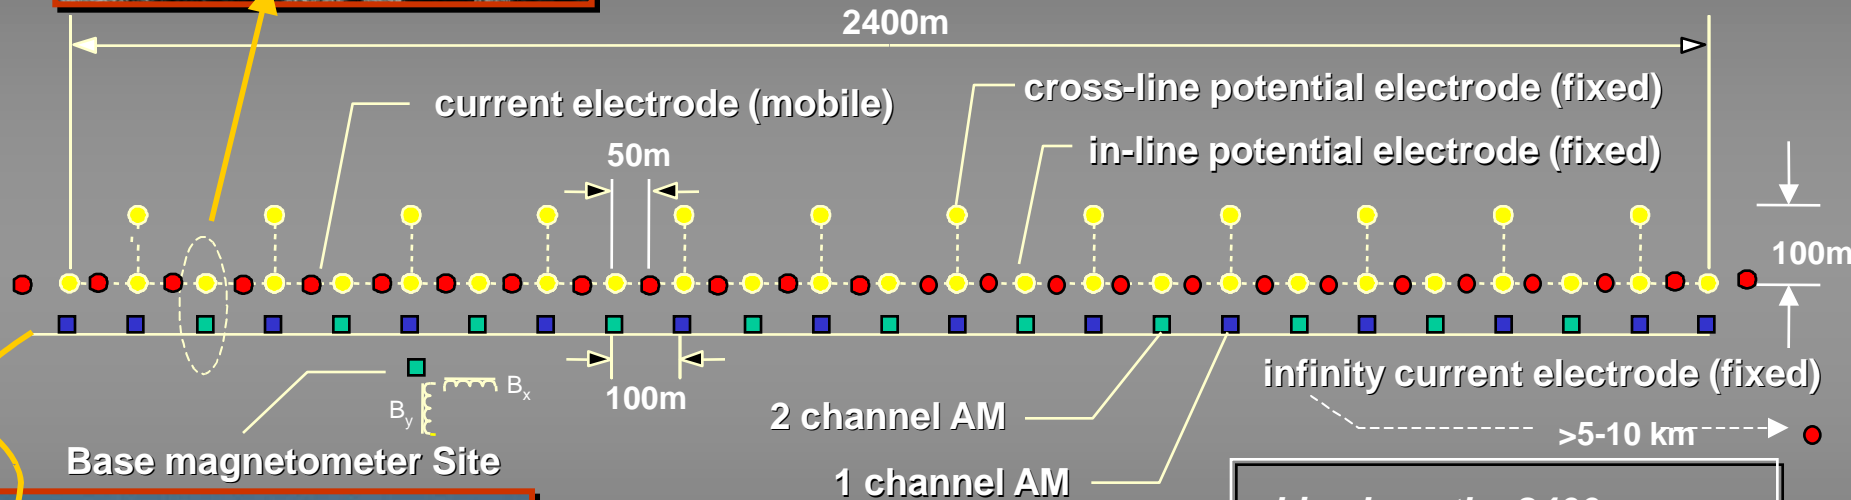 2400m
current electrode (mobile)
cross-line potential electrode (fixed)
in-line potential electrode (fixed)
50m
100m
infinity current electrode (fixed)
>5-10 km
Bx
By
100m
2 channel AM
1 channel AM
Base magnetometer Site